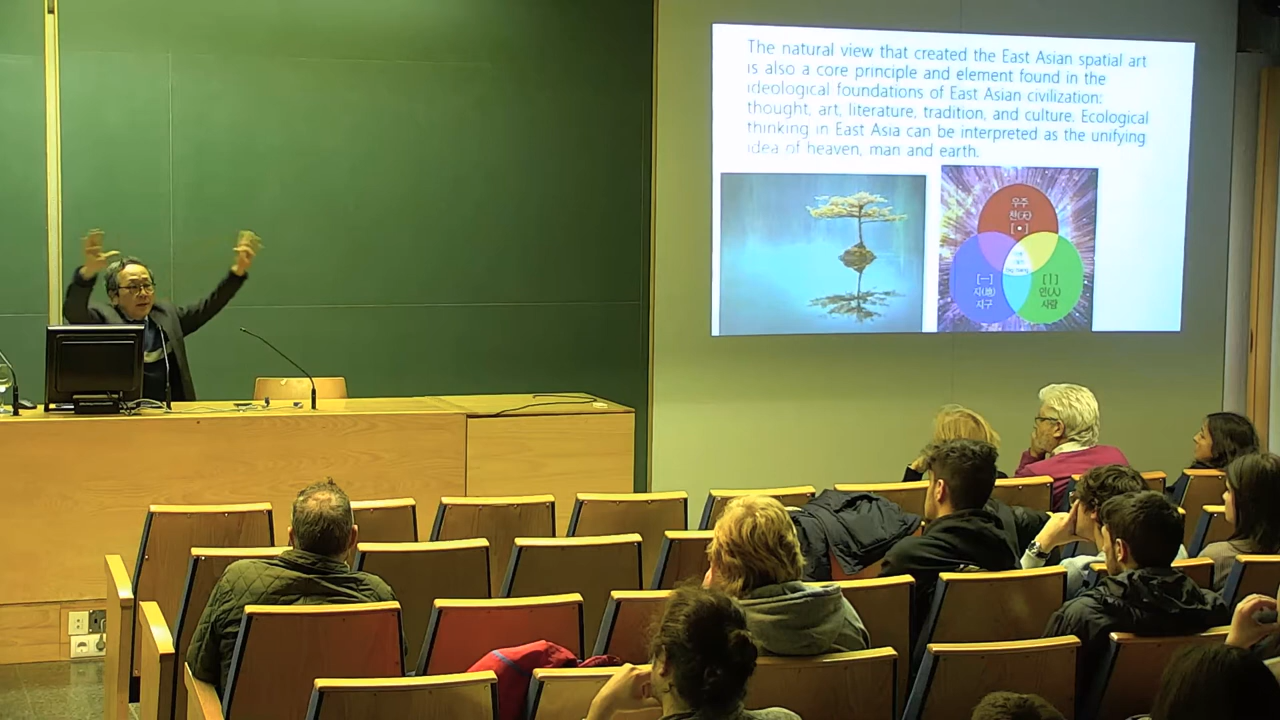 The natural view that created the East Asian spatial art
is also a core principle and element found in the
ideological foundations of East Asian civilization:
thought, art, literature, tradition, and culture. Ecological
thinking in East Asia can be interpreted as the unifying
idea of heaven, man and earth.
우주
천(天)
[•]
[一]
지(地)
지구
[ㅣ]
인(人)
사람